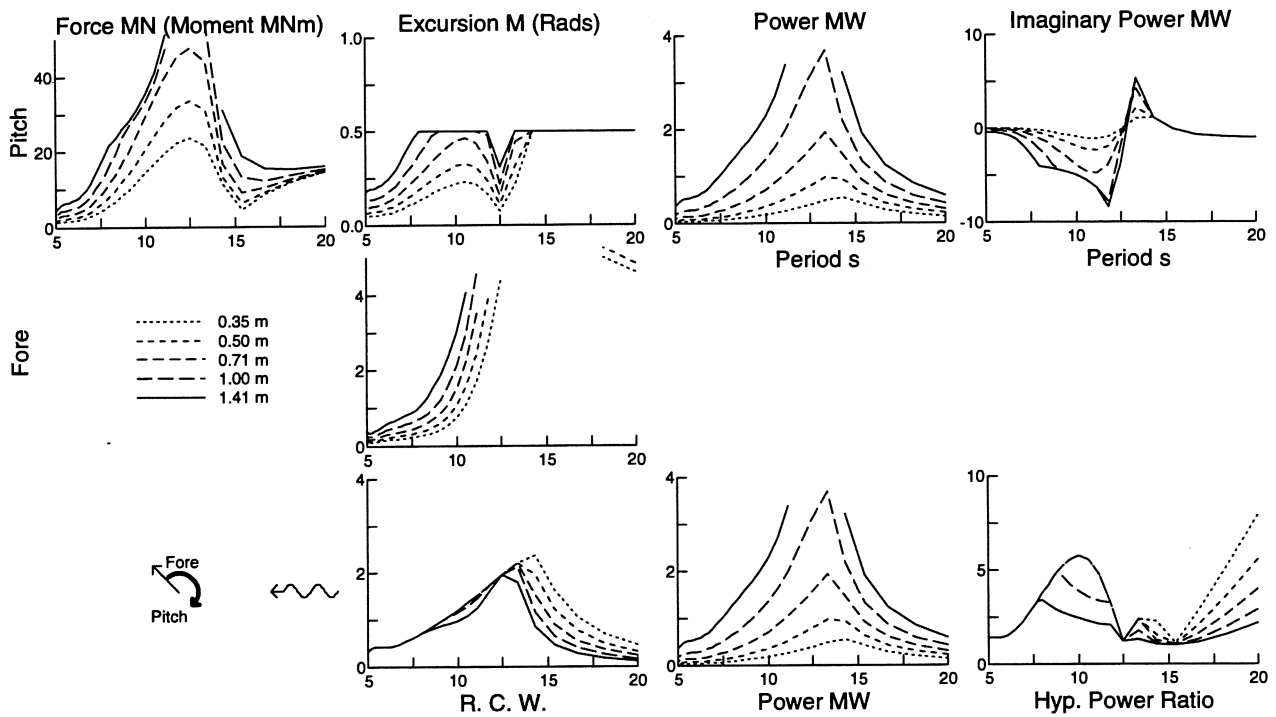 Force MN (Moment MNm) Excursion M (Rads) Power MW Imaginary Power MW
Pitch
40
20
0
5 10 15 20
1.0
0.5
0.0
5 10 15 20
4
2
0
5 10 15 20
Period s
10
0
-10
5 10 15 20
Period s
Fore
0.35 m
0.50 m
0.71 m
1.00 m
1.41 m
4
2
0
5 10 15 20
Fore
Pitch
4
2
0
5 10 15 20
R. C. W.
4
2
0
5 10 15 20
Power MW
10
5
0
5 10 15 20
Hyp. Power Ratio